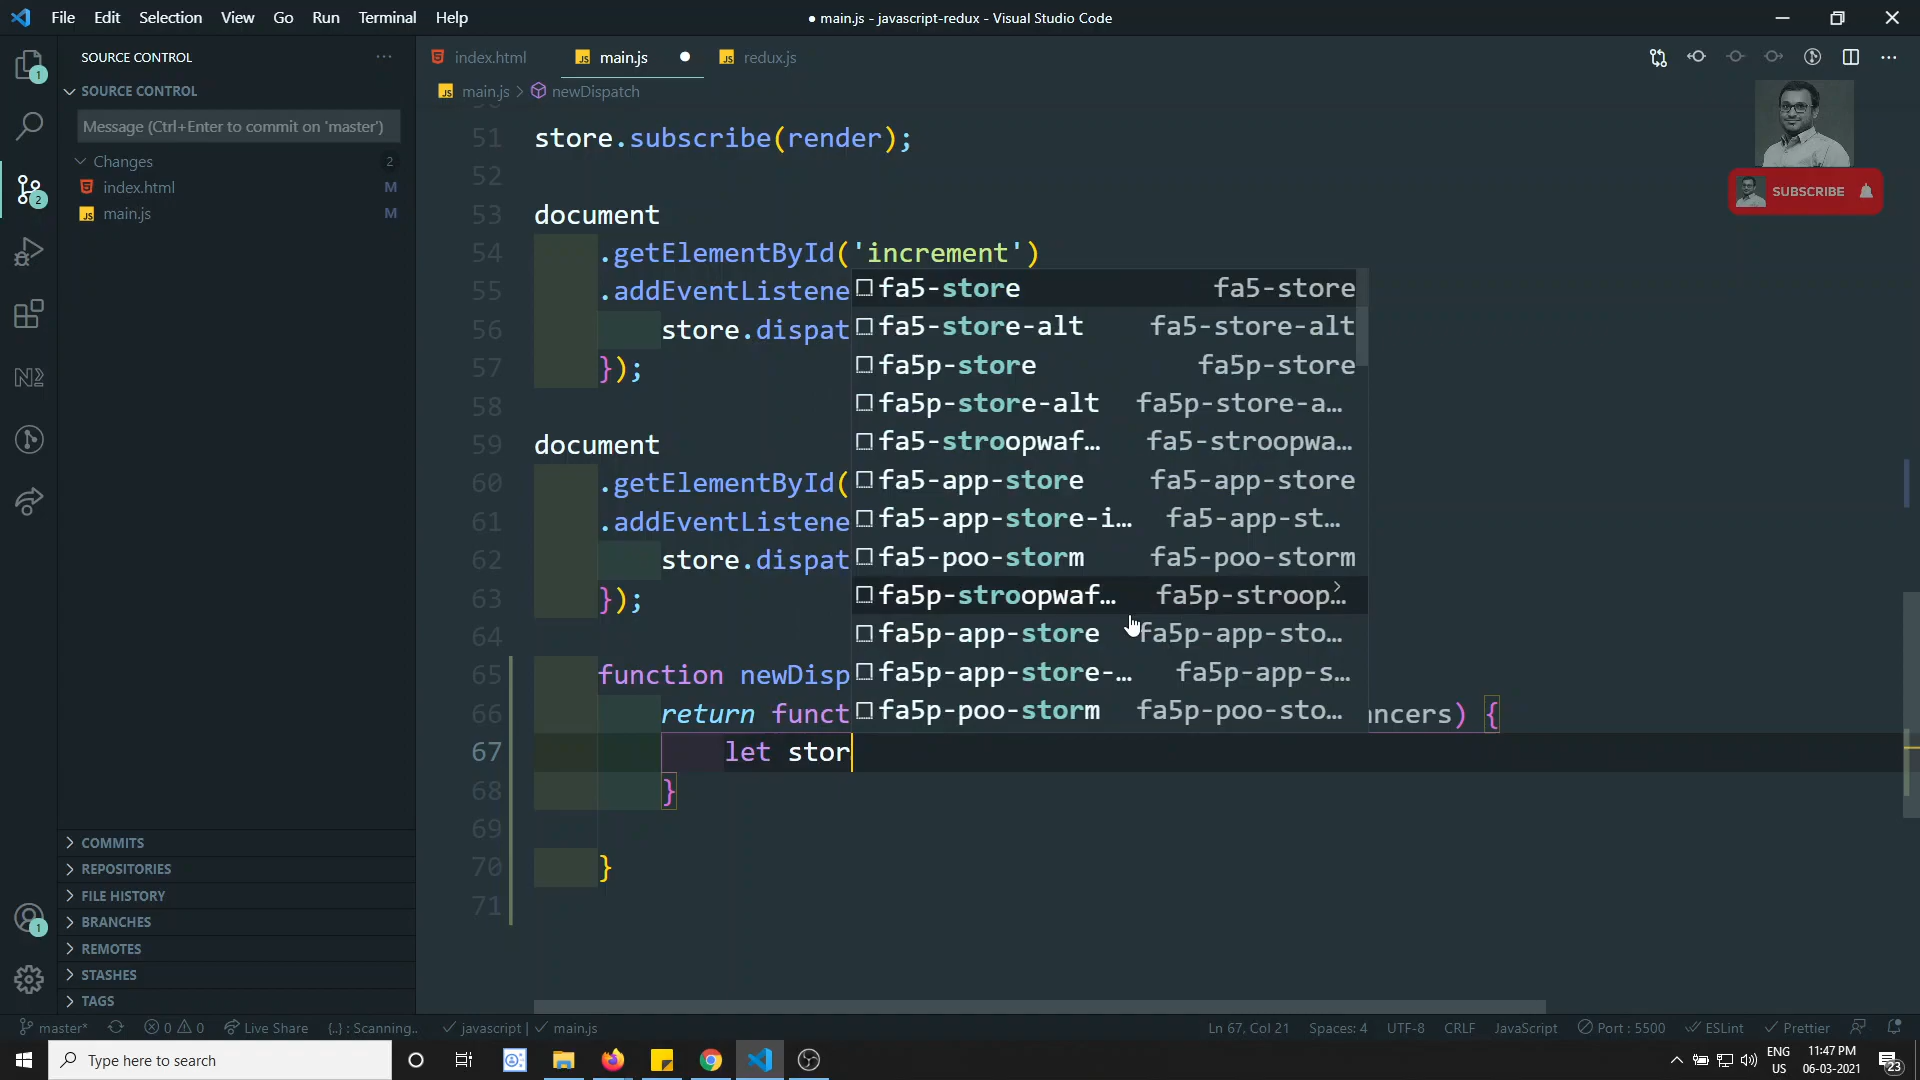 File Edit Selection View Go Run Terminal Help
● main.js - javascript-redux - Visual Studio Code
SOURCE CONTROL
SOURCE CONTROL
Message (Ctrl+Enter to commit on 'master')
Changes 2
index.html M
main.js M
COMMITS
REPOSITORIES
FILE HISTORY
BRANCHES
REMOTES
STASHES
TAGS
1
2
1
index.html main.js redux.js
main.js > newDispatch
SUBSCRIBE
51 store.subscribe(render);
52
53 document
54 .getElementById('increment')
55 .addEventListene
56 store.dispat
57 });
58
59 document
60 .getElementById(
61 .addEventListene
62 store.dispat
63 });
64
65 function newDisp
66 return funct ancers) {
67 let stor
68 }
69
70 }
71
fa5-store fa5-store
fa5-store-alt fa5-store-alt
fa5p-store fa5p-store
fa5p-store-alt fa5p-store-a…
fa5-stroopwaf… fa5-stroopwa…
fa5-app-store fa5-app-store
fa5-app-store-i… fa5-app-st…
fa5-poo-storm fa5-poo-storm
fa5p-stroopwaf… fa5p-stroop…
fa5p-app-store fa5p-app-sto…
fa5p-app-store-… fa5p-app-s…
fa5p-poo-storm fa5p-poo-sto…
master* 0 0 Live Share {..} : Scanning.. javascript | main.js
Ln 67, Col 21 Spaces: 4 UTF-8 CRLF JavaScript Port : 5500 ESLint Prettier
Type here to search
ENG
US
11:47 PM
06-03-2021
23